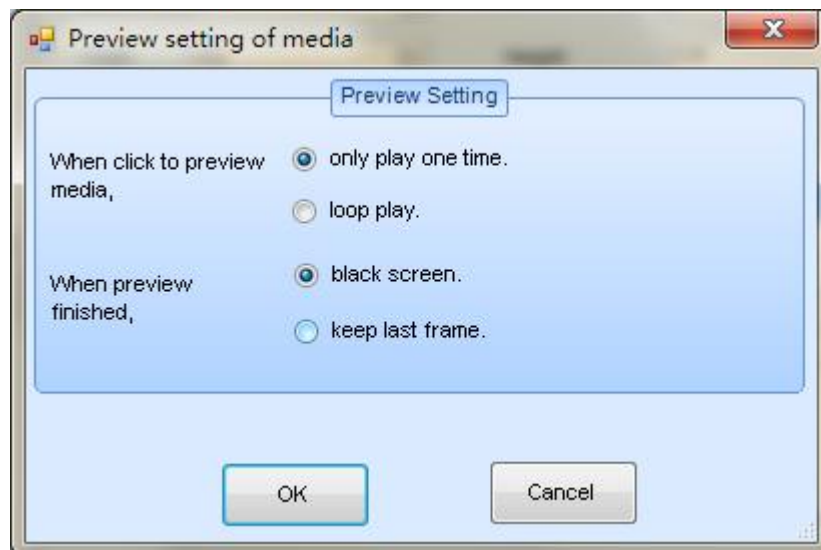 Preview setting of media
Preview Setting
When click to preview
media,
only play one time.
loop play.
When preview
finished,
black screen.
keep last frame.
OK
Cancel